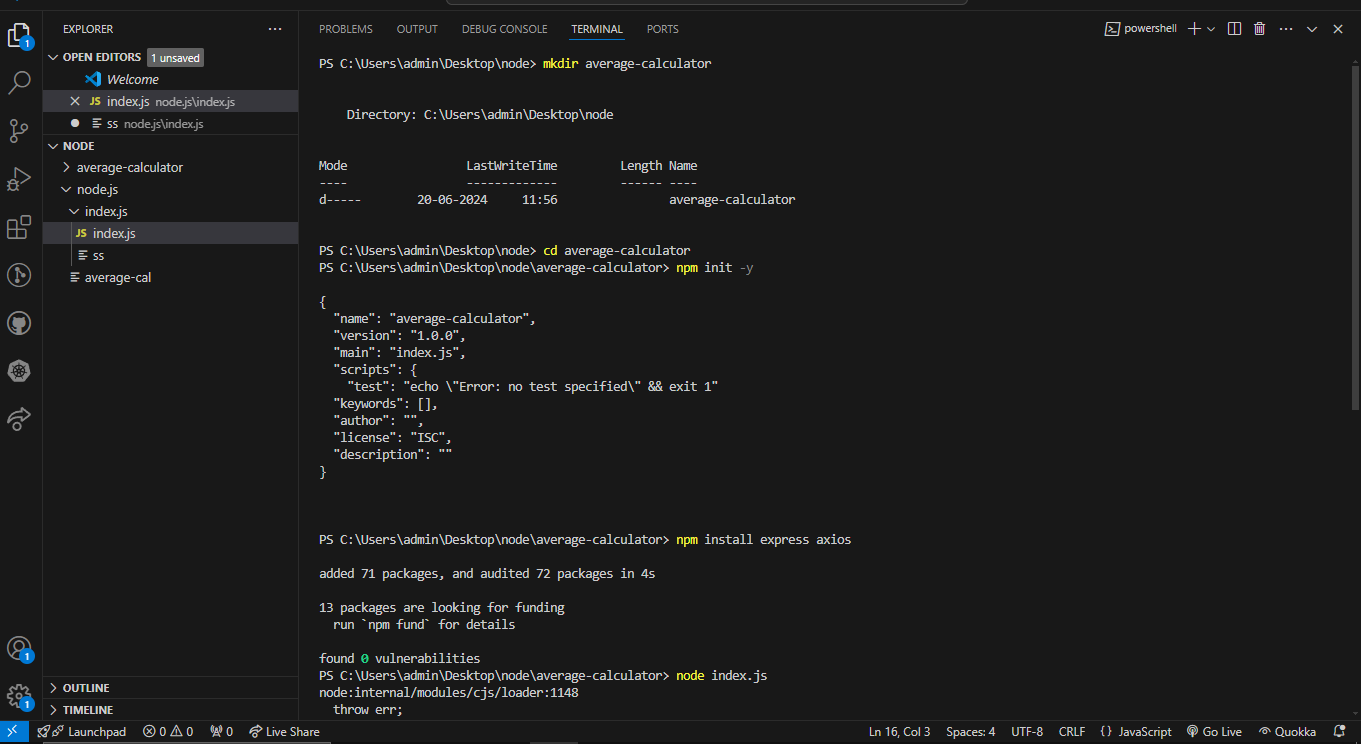 EXPLORER
OPEN EDITORS 1 unsaved
Welcome
JS index.js node.js\index.js
ss node.js\index.js
NODE
average-calculator
node.js
index.js
JS index.js
ss
average-cal
OUTLINE
TIMELINE
PROBLEMS OUTPUT DEBUG CONSOLE TERMINAL PORTS
powershell
PS C:\Users\admin\Desktop\node> mkdir average-calculator
Directory: C:\Users\admin\Desktop\node
Mode LastWriteTime Length Name
---- ------------- ------ ----
d----- 20-06-2024 11:56 average-calculator
PS C:\Users\admin\Desktop\node> cd average-calculator
PS C:\Users\admin\Desktop\node\average-calculator> npm init -y
{
"name": "average-calculator",
"version": "1.0.0",
"main": "index.js",
"scripts": {
"test": "echo \"Error: no test specified\" && exit 1"
"keywords": [],
"author": "",
"license": "ISC",
"description": ""
}
PS C:\Users\admin\Desktop\node\average-calculator> npm install express axios
added 71 packages, and audited 72 packages in 4s
13 packages are looking for funding
run `npm fund` for details
found 0 vulnerabilities
PS C:\Users\admin\Desktop\node\average-calculator> node index.js
node:internal/modules/cjs/loader:1148
throw err;
1
1
1
Launchpad 0 0 0 Live Share
Ln 16, Col 3 Spaces: 4 UTF-8 CRLF {} JavaScript Go Live Quokka